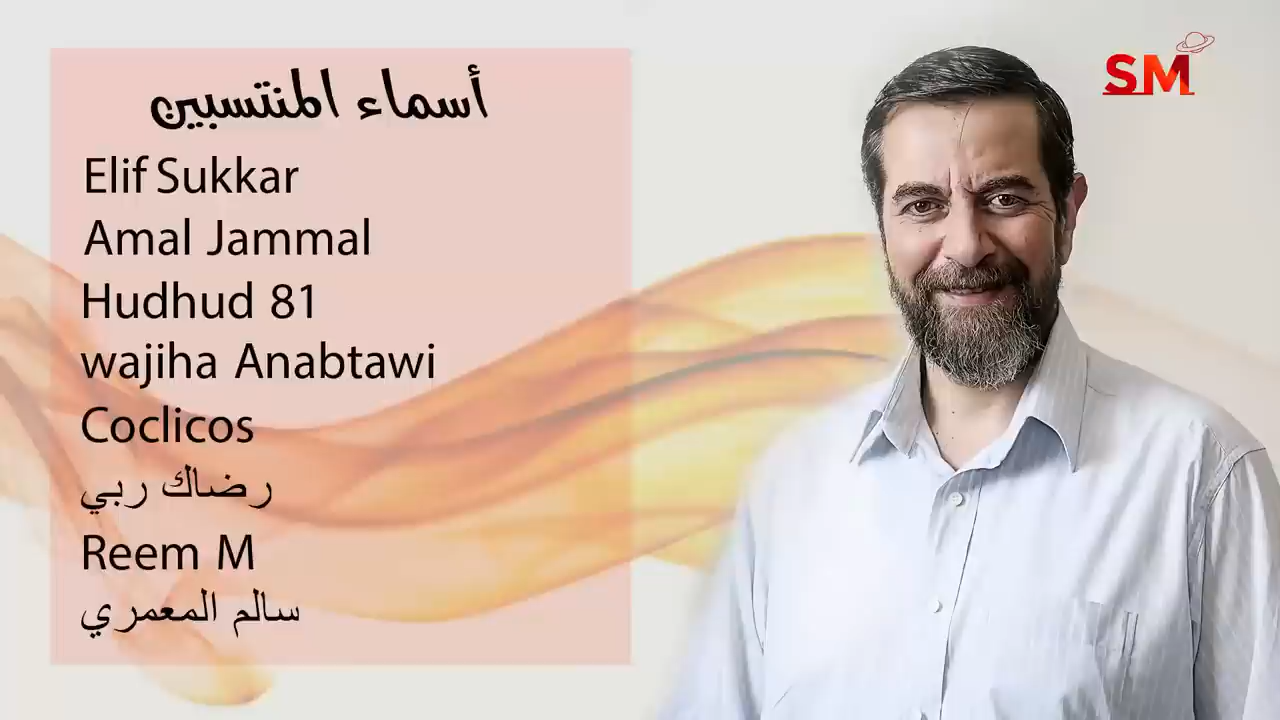 أسماء المنتسبين
Elif Sukkar
Amal Jammal
Hudhud 81
wajiha Anabtawi
Coclicos
رضاك ربي
Reem M
سالم المعمري
SM